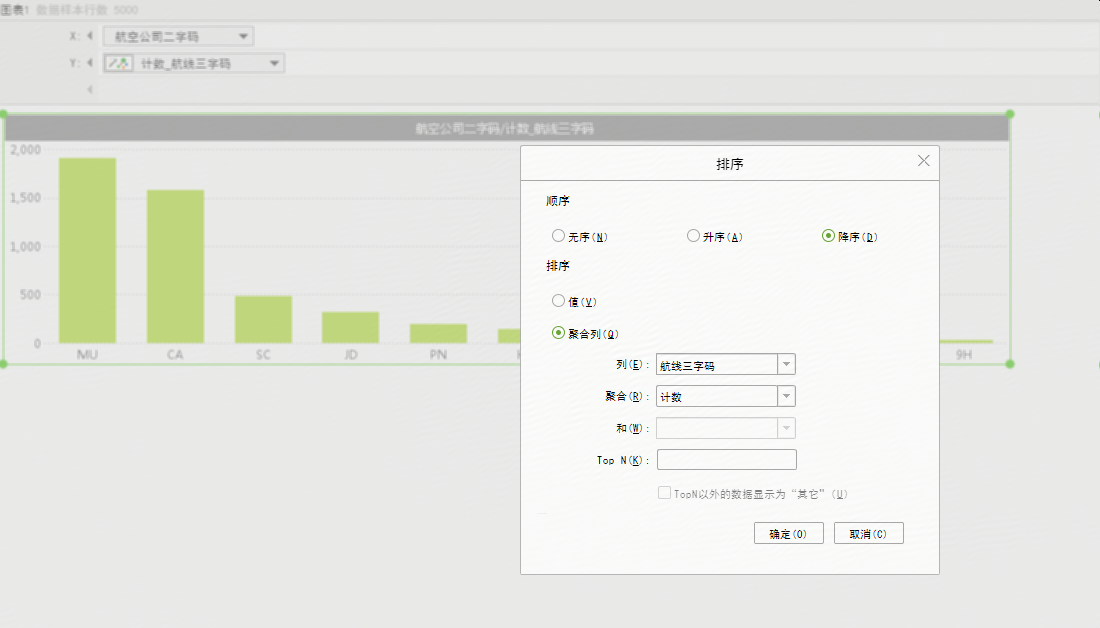 图表1 数据样本行数 5000
X: 航空公司二字码
Y: 计数_航线三字码
航空公司二字码/计数_航线三字码
2,000
1,500
1,000
500
0
MU CA SC JD PN 9H
排序
顺序
无序(N) 升序(A) 降序(D)
排序
值(V)
聚合列(Q)
列(E): 航线三字码
聚合(R): 计数
和(W):
Top N(K):
TopN以外的数据显示为“其它”(U)
确定(O) 取消(C)